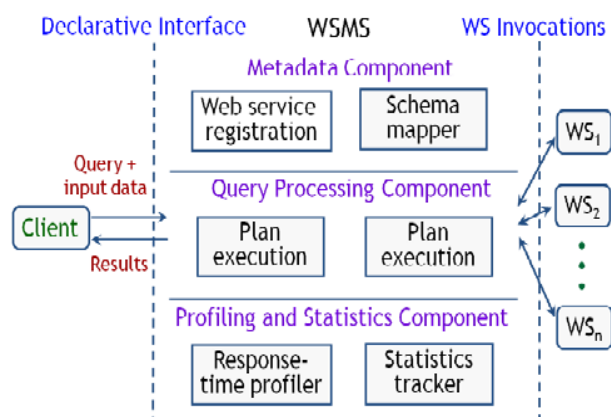 Declarative Interface WSMS WS Invocations
Metadata Component
Web service
registration
Schema
mapper
WS1
Query +
input data
Query Processing Component
WS2
Client
Plan
execution
Plan
execution
Results
Profiling and Statistics Component
WSn
Response-
time profiler
Statistics
tracker